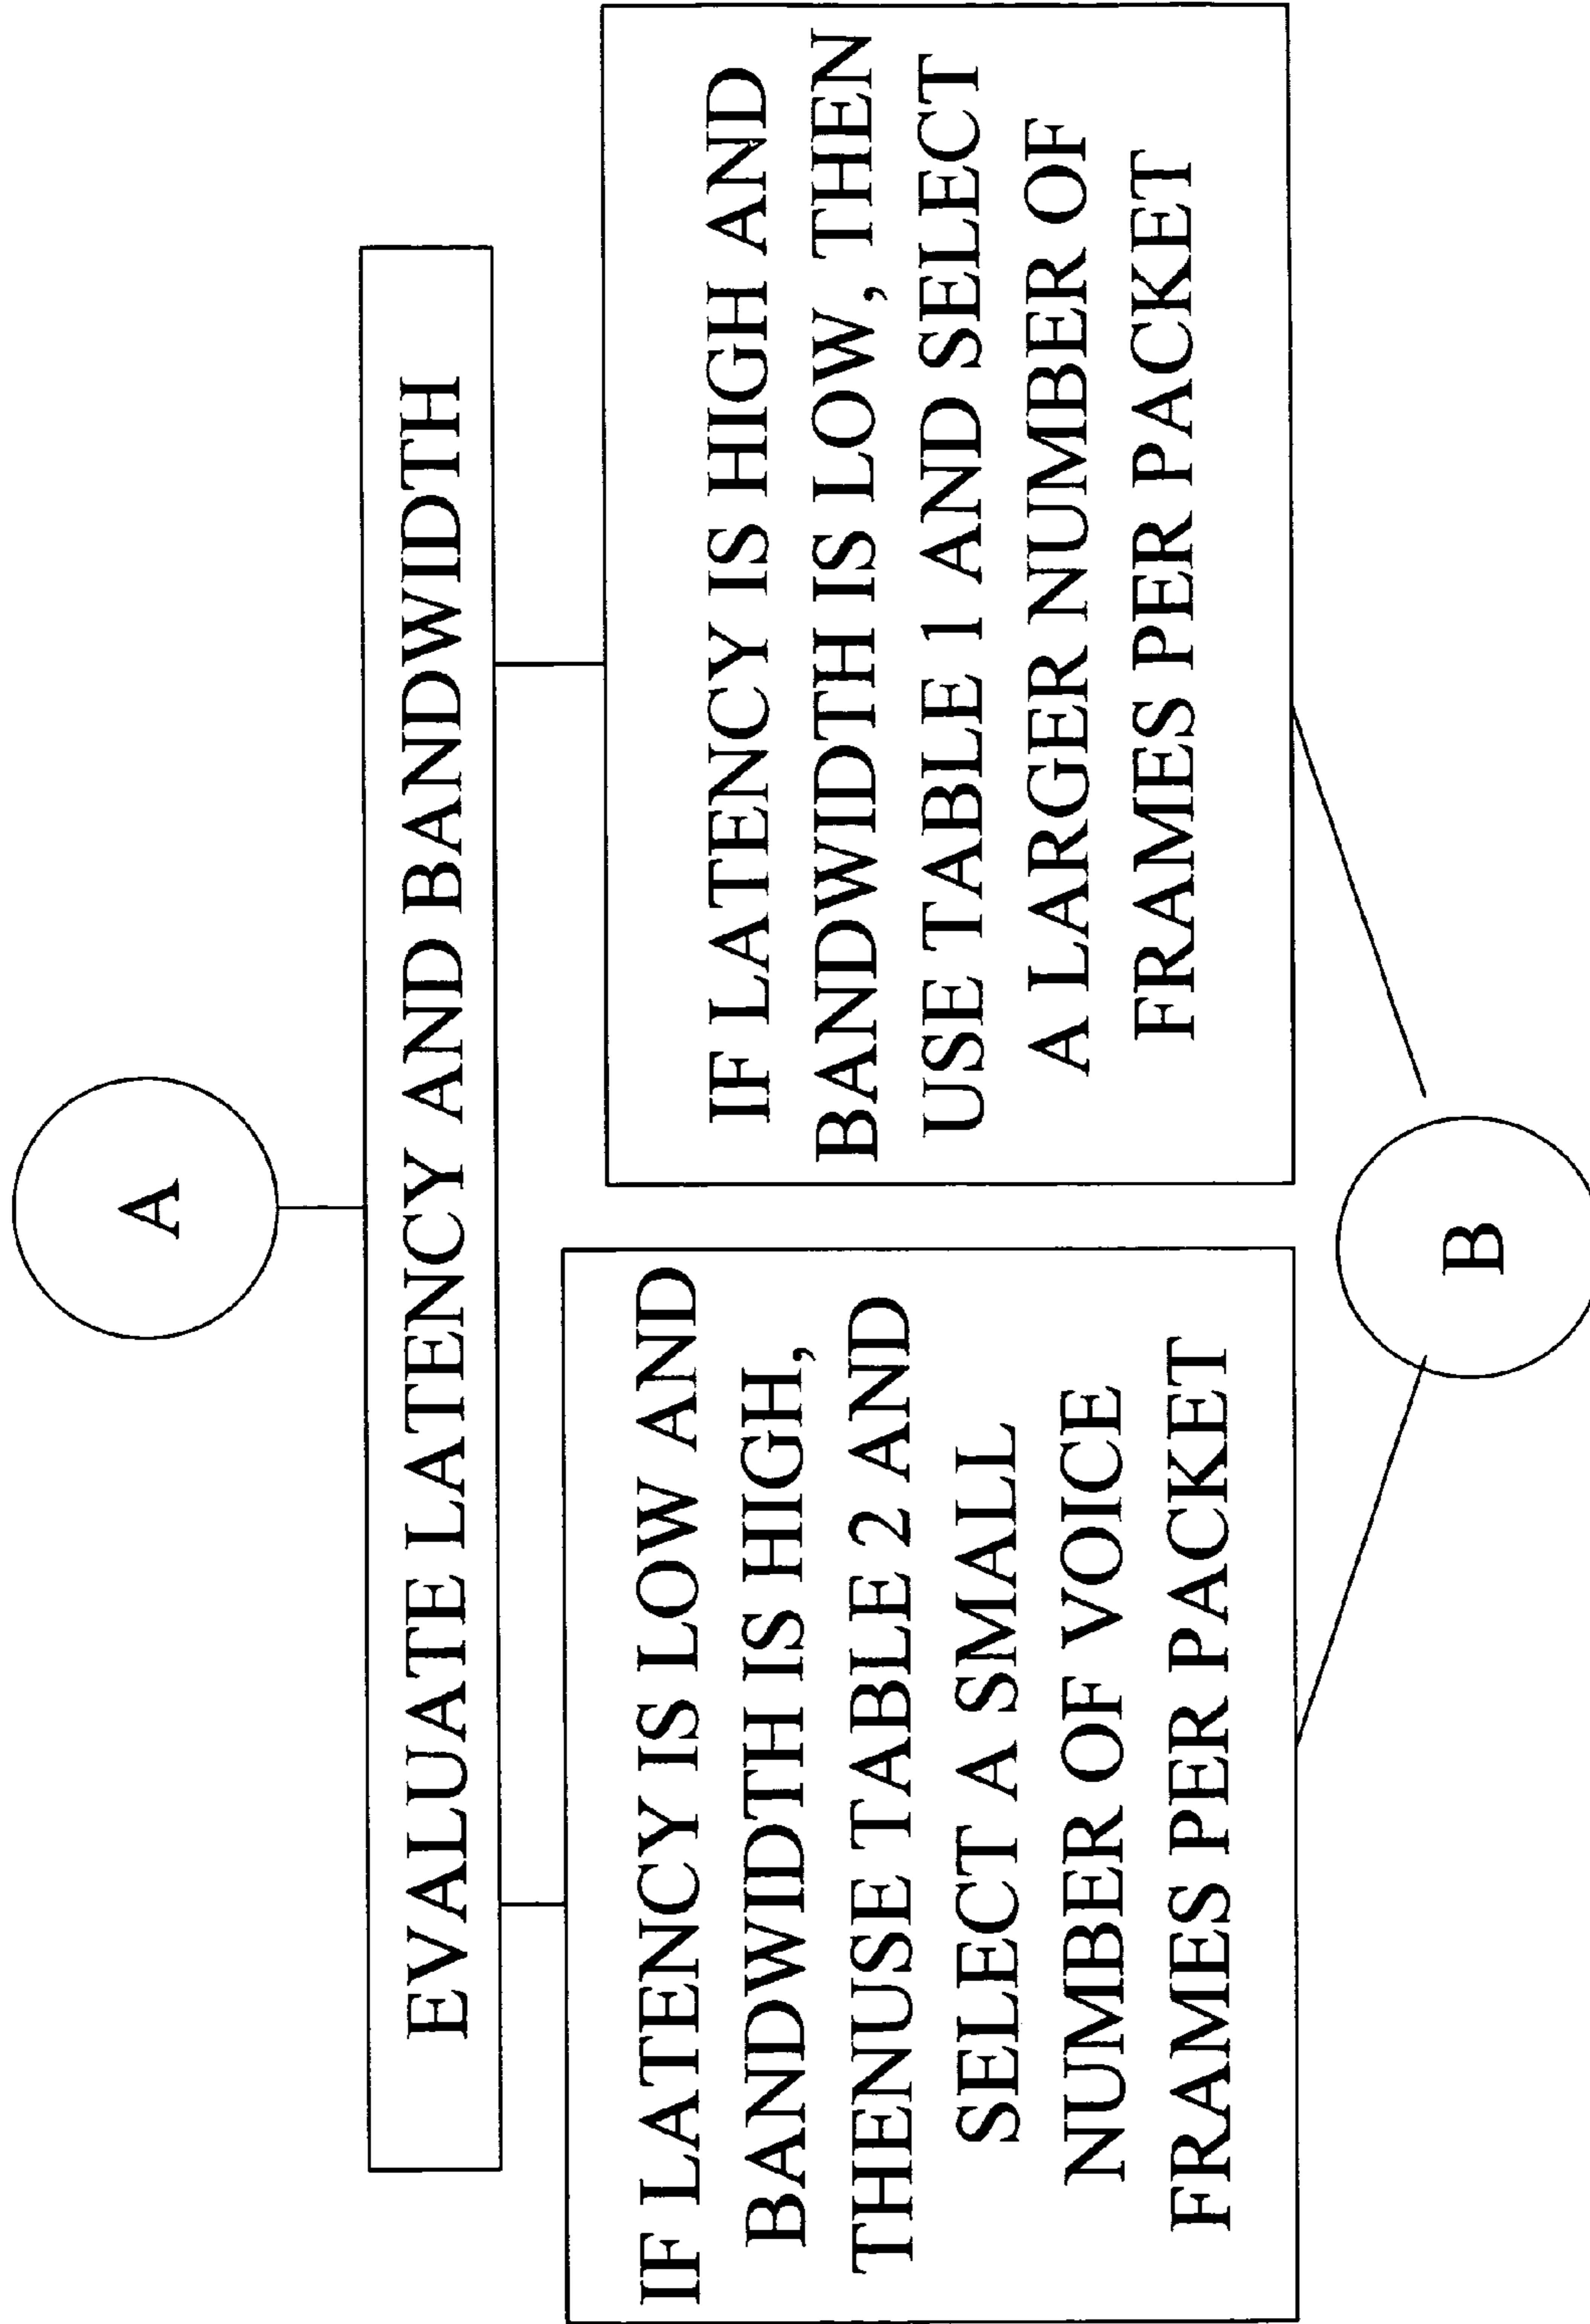 A
EVALUATE LATENCY AND BANDWIDTH
IF LATENCY IS LOW AND
BANDWIDTH IS HIGH,
THENUSE TABLE 2 AND
SELECT A SMALL
NUMBER OF VOICE
FRAMES PER PACKET
IF LATENCY IS HIGH AND
BANDWIDTH IS LOW, THEN
USE TABLE 1 AND SELECT
A LARGER NUMBER OF
FRAMES PER PACKET
B